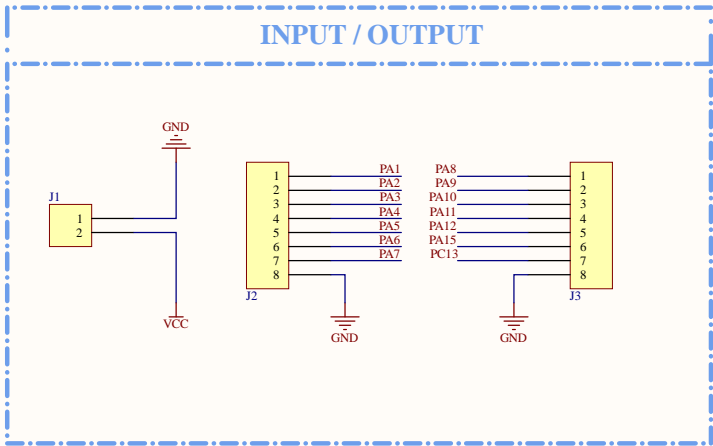 INPUT / OUTPUT
GND
J1
1
2
VCC
1 PA1
2 PA2
3 PA3
4 PA4
5 PA5
6 PA6
7 PA7
8
J2
GND
PA8 1
PA9 2
PA10 3
PA11 4
PA12 5
PA15 6
PC13 7
8
J3
GND